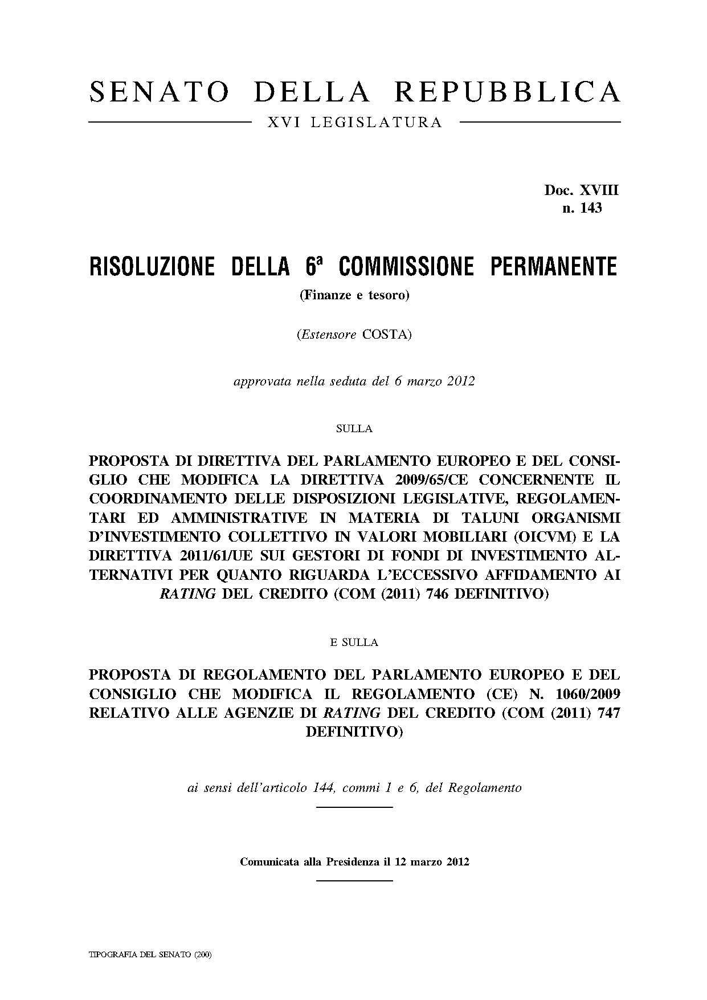 SENATO DELLA REPUBBLICA
XVI LEGISLATURA
Doc. XVIII
n. 143
RISOLUZIONE DELLA 6ª COMMISSIONE PERMANENTE
(Finanze e tesoro)
(Estensore COSTA)
approvata nella seduta del 6 marzo 2012
SULLA
PROPOSTA DI DIRETTIVA DEL PARLAMENTO EUROPEO E DEL CONSI-
GLIO CHE MODIFICA LA DIRETTIVA 2009/65/CE CONCERNENTE IL
COORDINAMENTO DELLE DISPOSIZIONI LEGISLATIVE, REGOLAMEN-
TARI ED AMMINISTRATIVE IN MATERIA DI TALUNI ORGANISMI
D'INVESTIMENTO COLLETTIVO IN VALORI MOBILIARI (OICVM) E LA
DIRETTIVA 2011/61/UE SUI GESTORI DI FONDI DI INVESTIMENTO AL-
TERNATIVI PER QUANTO RIGUARDA L'ECCESSIVO AFFIDAMENTO AI
RATING DEL CREDITO (COM (2011) 746 DEFINITIVO)
E SULLA
PROPOSTA DI REGOLAMENTO DEL PARLAMENTO EUROPEO E DEL
CONSIGLIO CHE MODIFICA IL REGOLAMENTO (CE) N. 1060/2009
RELATIVO ALLE AGENZIE DI RATING DEL CREDITO (COM (2011) 747
DEFINITIVO)
ai sensi dell'articolo 144, commi 1 e 6, del Regolamento
Comunicata alla Presidenza il 12 marzo 2012
TIPOGRAFIA DEL SENATO (200)